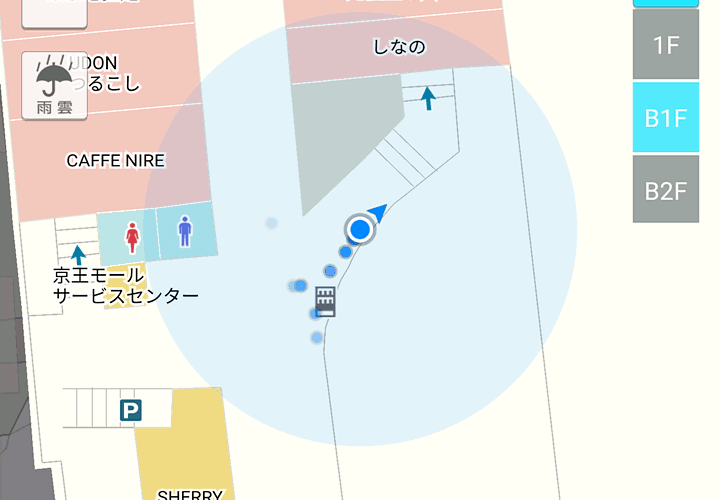 しなの
1F
UDON
つるこし
雨雲
B1F
CAFFE NIRE
B2F
京王モール
サービスセンター
P
SHERRY